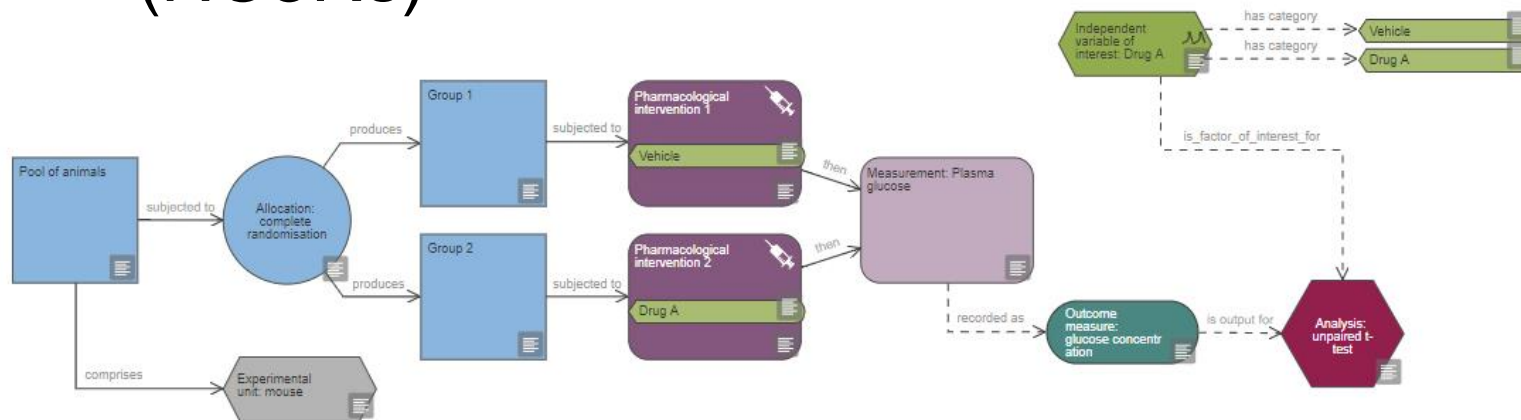 Independent
variable of
interest: Drug A
has category
Vehicle
has category
Drug A
Group 1
Pharmacological
intervention 1
produces
subjected to
is_factor_of_interest_for
Vehicle
Pool of animals
then
Measurement: Plasma
glucose
subjected to
Allocation:
complete
randomisation
Group 2
Pharmacological
intervention 2
then
produces
subjected to
Drug A
recorded as
Outcome
measure:
glucose concentr
ation
is output for
Analysis:
unpaired t-
test
comprises
Experimental
unit: mouse